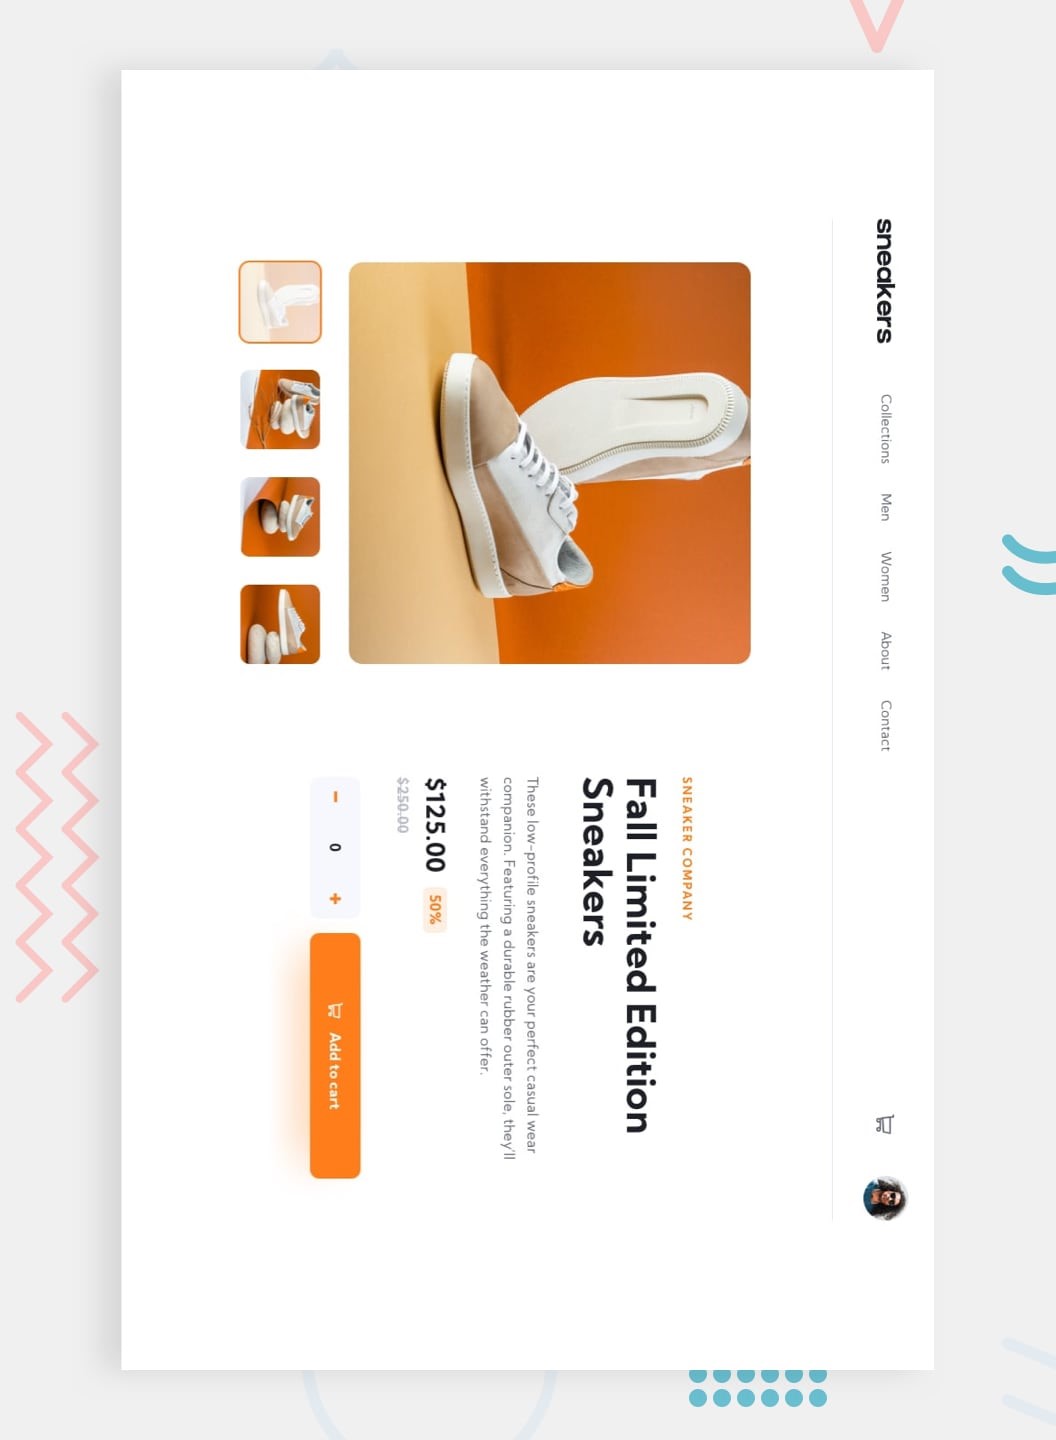 sneakers
Collections
Men
Women
About
Contact
SNEAKER COMPANY
Fall Limited Edition
Sneakers
These low-profile sneakers are your perfect casual wear
companion. Featuring a durable rubber outer sole, they'll
withstand everything the weather can offer.
$125.00
50%
$250.00
− 0 +
Add to cart